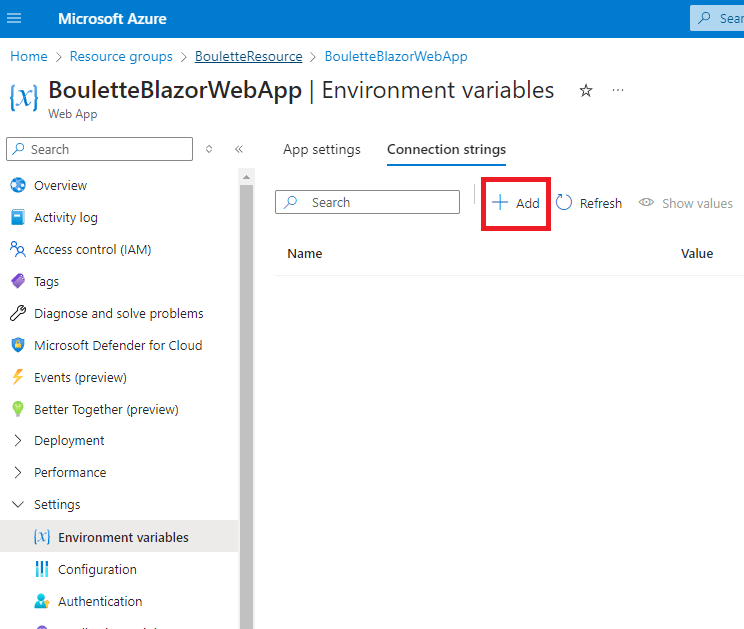 Microsoft Azure
Sear
Home > Resource groups > BouletteResource > BouletteBlazorWebApp
BouletteBlazorWebApp | Environment variables
Web App
Search
App settings
Connection strings
Search
Add
Refresh
Show values
Name
Value
Overview
Activity log
Access control (IAM)
Tags
Diagnose and solve problems
Microsoft Defender for Cloud
Events (preview)
Better Together (preview)
Deployment
Performance
Settings
Environment variables
Configuration
Authentication